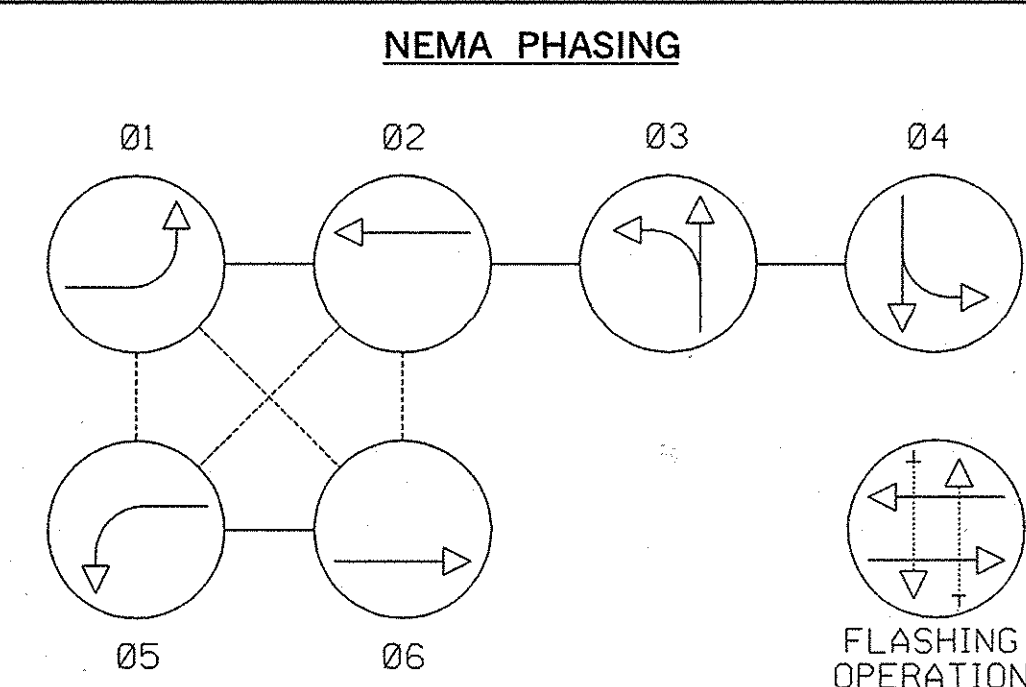 NEMA PHASING
Ø1
Ø2
Ø3
Ø4
Ø5
Ø6
FLASHING
OPERATION